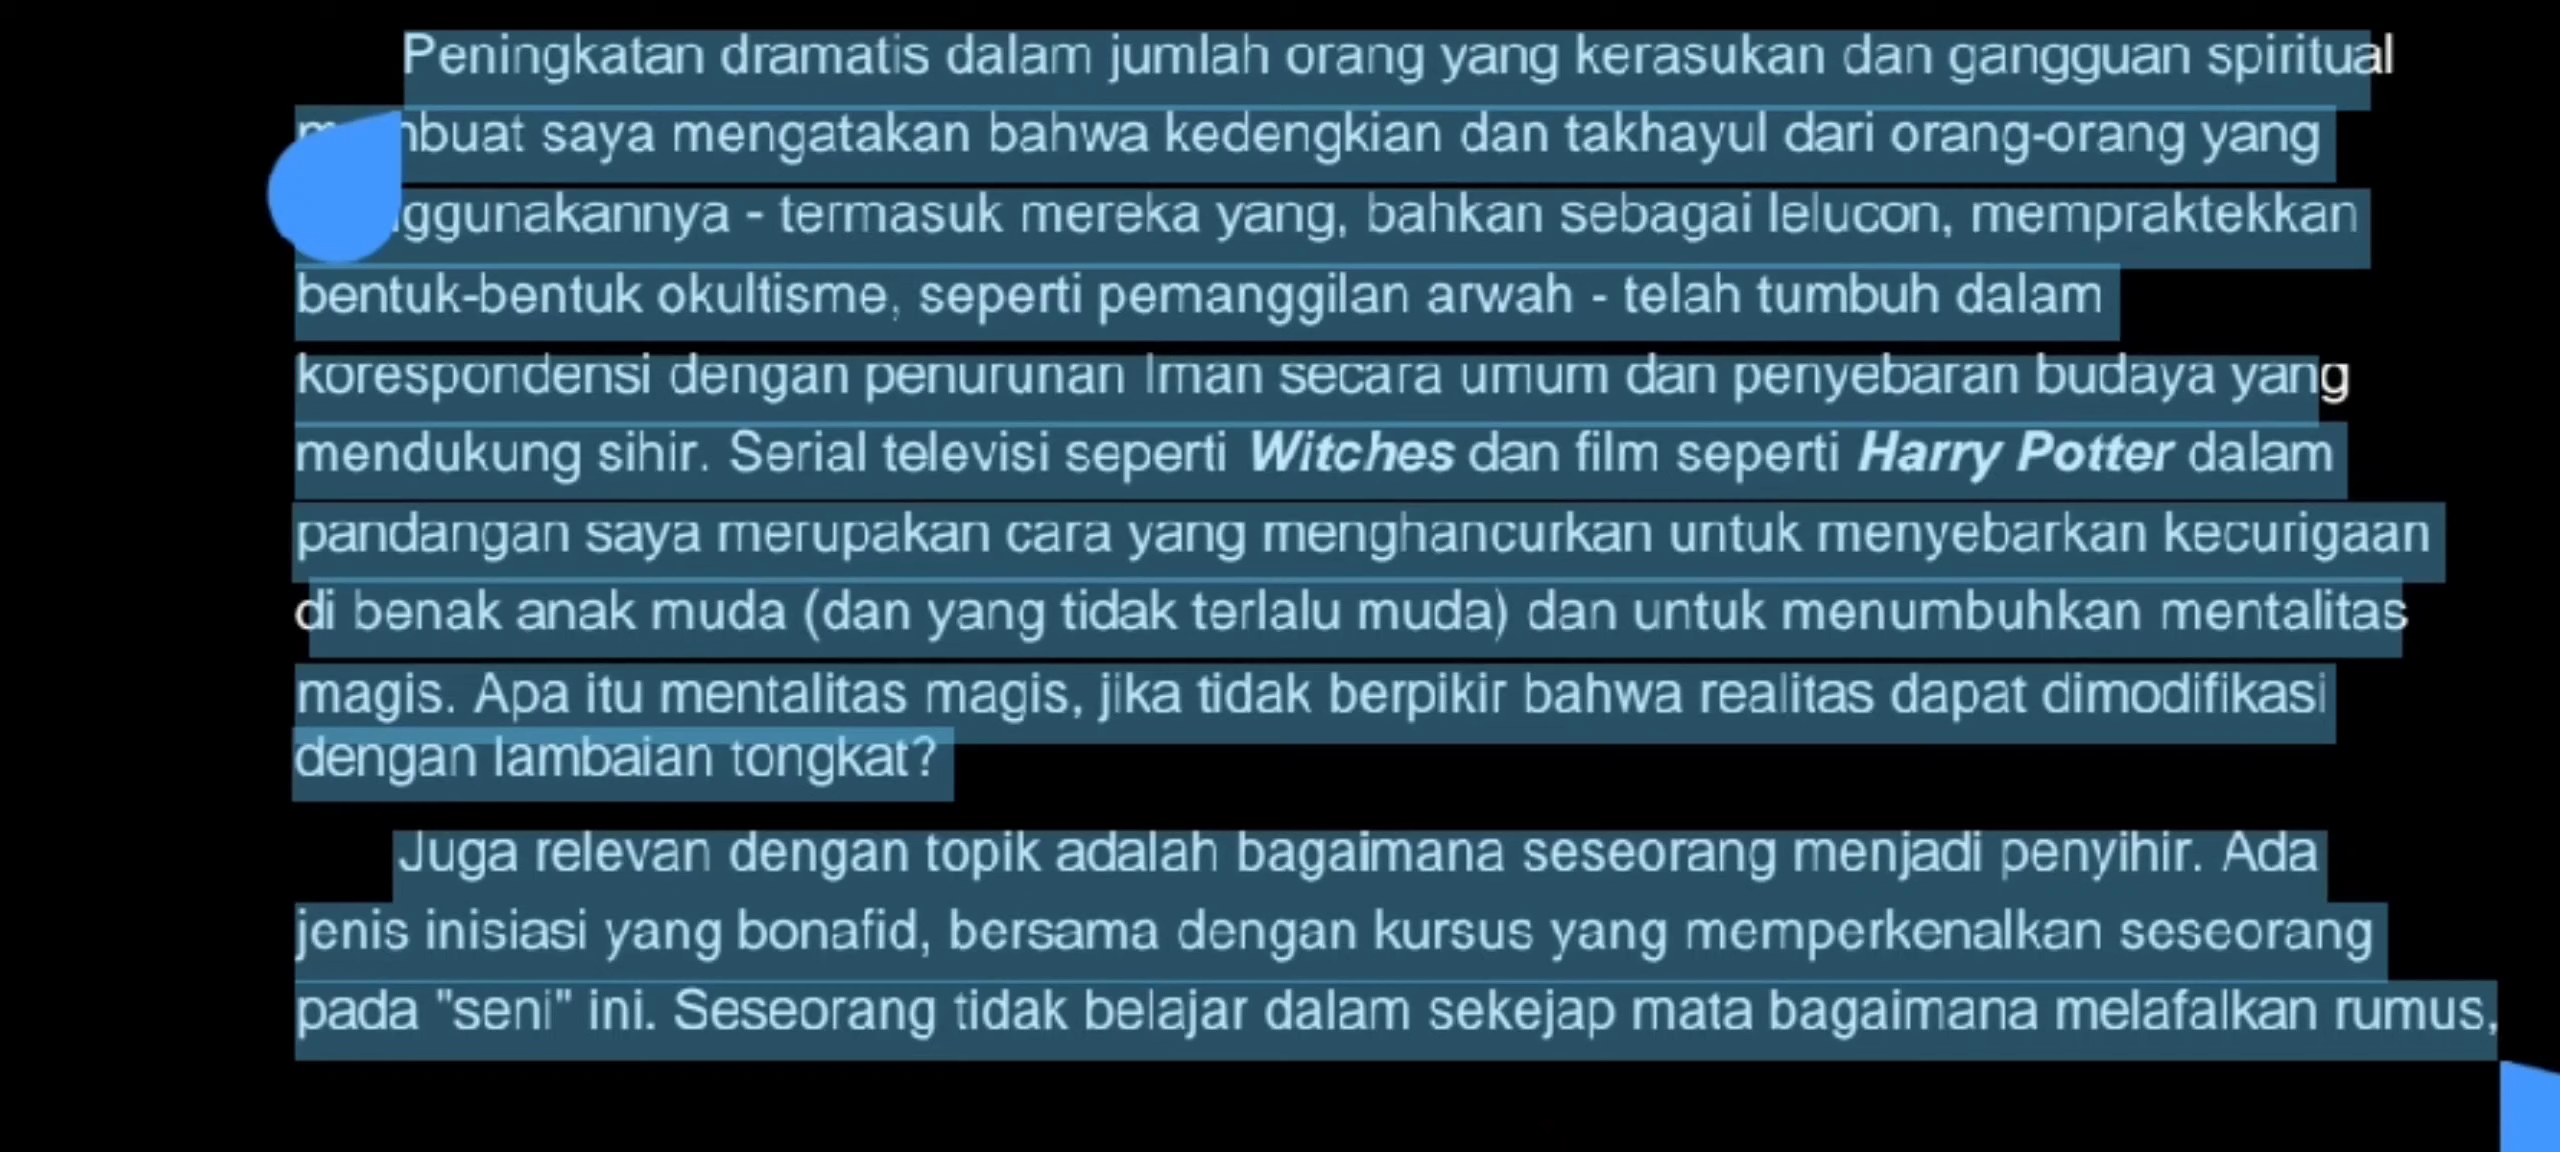 Peningkatan dramatis dalam jumlah orang yang kerasukan dan gangguan spiritual
saya mengatakan bahwa kedengkian dan takhayul dari orang-orang yang
- termasuk mereka yang, bahkan sebagai lelucon, mempraktekkan
bentuk-bentuk okultisme, seperti pemanggilan arwah - telah tumbuh dalam
korespondensi dengan penurunan Iman secara umum dan penyebaran budaya yang
mendukung sihir. Serial televisi seperti Witches dan film seperti Harry Potter dalam
pandangan saya merupakan cara yang menghancurkan untuk menyebarkan kecurigaan
di benak anak muda (dan yang tidak terlalu muda) dan untuk menumbuhkan mentalitas
magis. Apa itu mentalitas magis, jika tidak berpikir bahwa realitas dapat dimodifikasi
dengan lambaian tongkat?
Juga relevan dengan topik adalah bagaimana seseorang menjadi penyihir. Ada
jenis inisiasi yang bonafid, bersama dengan kursus yang memperkenalkan seseorang
pada "seni" ini. Seseorang tidak belajar dalam sekejap mata bagaimana melafalkan rumus,